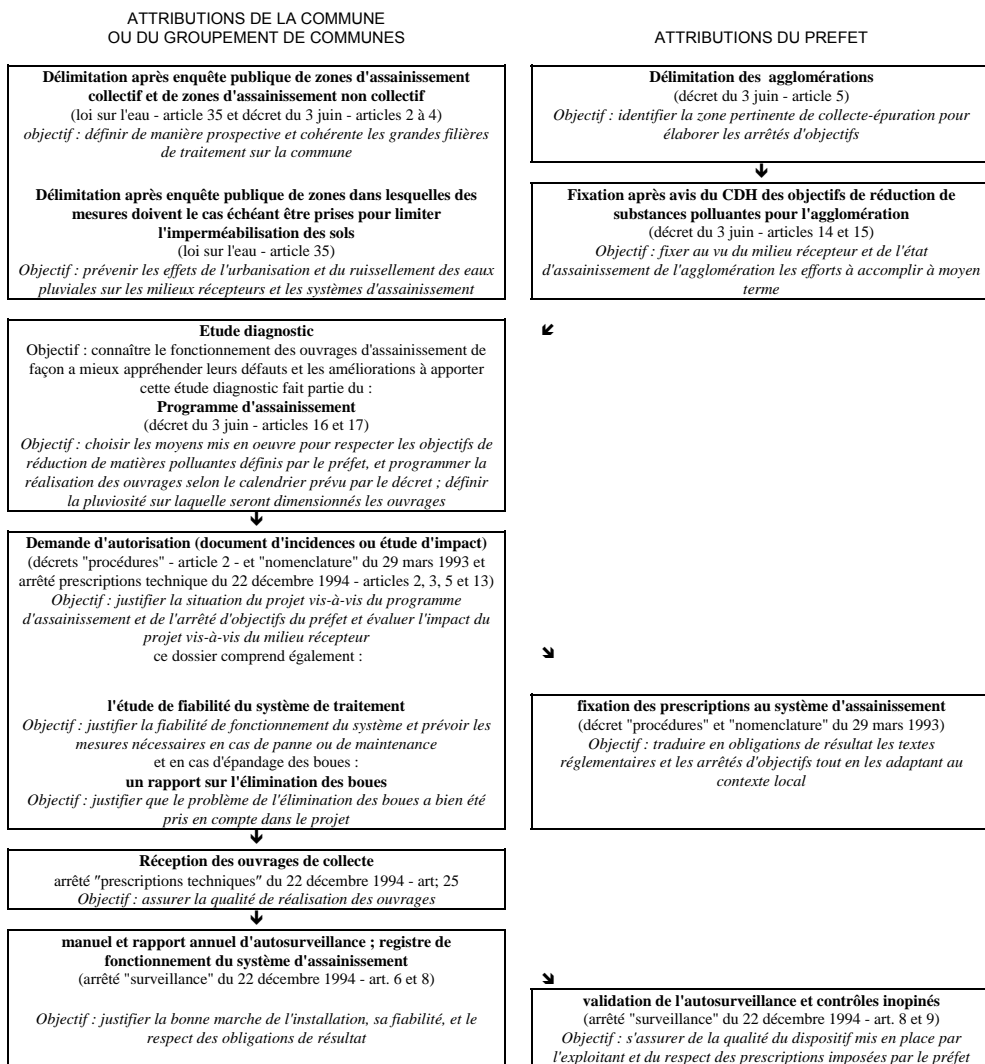 ATTRIBUTIONS DE LA COMMUNE
OU DU GROUPEMENT DE COMMUNES
Délimitation après enquête publique de zones d'assainissement
collectif et de zones d'assainissement non collectif
(loi sur l'eau - article 35 et décret du 3 juin - articles 2 à 4)
objectif : définir de manière prospective et cohérente les grandes filières
de traitement sur la commune
Délimitation après enquête publique de zones dans lesquelles des
mesures doivent le cas échéant être prises pour limiter
l'imperméabilisation des sols
(loi sur l'eau - article 35)
Objectif : prévenir les effets de l'urbanisation et du ruissellement des eaux
pluviales sur les milieux récepteurs et les systèmes d'assainissement
ATTRIBUTIONS DU PREFET
Délimitation des agglomérations
(décret du 3 juin - article 5)
Objectif : identifier la zone pertinente de collecte-épuration pour
élaborer les arrêtés d'objectifs
Fixation après avis du CDH des objectifs de réduction de
substances polluantes pour l'agglomération
(décret du 3 juin - articles 14 et 15)
Objectif : fixer au vu du milieu récepteur et de l'état
d'assainissement de l'agglomération les efforts à accomplir à moyen
terme
Etude diagnostic
Objectif : connaître le fonctionnement des ouvrages d'assainissement de
façon a mieux appréhender leurs défauts et les améliorations à apporter
cette étude diagnostic fait partie du :
Programme d'assainissement
(décret du 3 juin - articles 16 et 17)
Objectif : choisir les moyens mis en oeuvre pour respecter les objectifs de
réduction de matières polluantes définis par le préfet, et programmer la
réalisation des ouvrages selon le calendrier prévu par le décret ; définir
la pluviosité sur laquelle seront dimensionnés les ouvrages
Demande d'autorisation (document d'incidences ou étude d'impact)
(décrets "procédures" - article 2 - et "nomenclature" du 29 mars 1993 et
arrêté prescriptions technique du 22 décembre 1994 - articles 2, 3, 5 et 13)
Objectif : justifier la situation du projet vis-à-vis du programme
d'assainissement et de l'arrêté d'objectifs du préfet et évaluer l'impact du
projet vis-à-vis du milieu récepteur
ce dossier comprend également :
l'étude de fiabilité du système de traitement
Objectif : justifier la fiabilité de fonctionnement du système et prévoir les
mesures nécessaires en cas de panne ou de maintenance
et en cas d'épandage des boues :
un rapport sur l'élimination des boues
Objectif : justifier que le problème de l'élimination des boues a bien été
pris en compte dans le projet
fixation des prescriptions au système d'assainissement
(décret "procédures" et "nomenclature" du 29 mars 1993)
Objectif : traduire en obligations de résultat les textes
réglementaires et les arrêtés d'objectifs tout en les adaptant au
contexte local
Réception des ouvrages de collecte
arrêté "prescriptions techniques" du 22 décembre 1994 - art; 25
Objectif : assurer la qualité de réalisation des ouvrages
manuel et rapport annuel d'autosurveillance ; registre de
fonctionnement du système d'assainissement
(arrêté "surveillance" du 22 décembre 1994 - art. 6 et 8)
Objectif : justifier la bonne marche de l'installation, sa fiabilité, et le
respect des obligations de résultat
validation de l'autosurveillance et contrôles inopinés
(arrêté "surveillance" du 22 décembre 1994 - art. 8 et 9)
Objectif : s'assurer de la qualité du dispositif mis en place par
l'exploitant et du respect des prescriptions imposées par le préfet